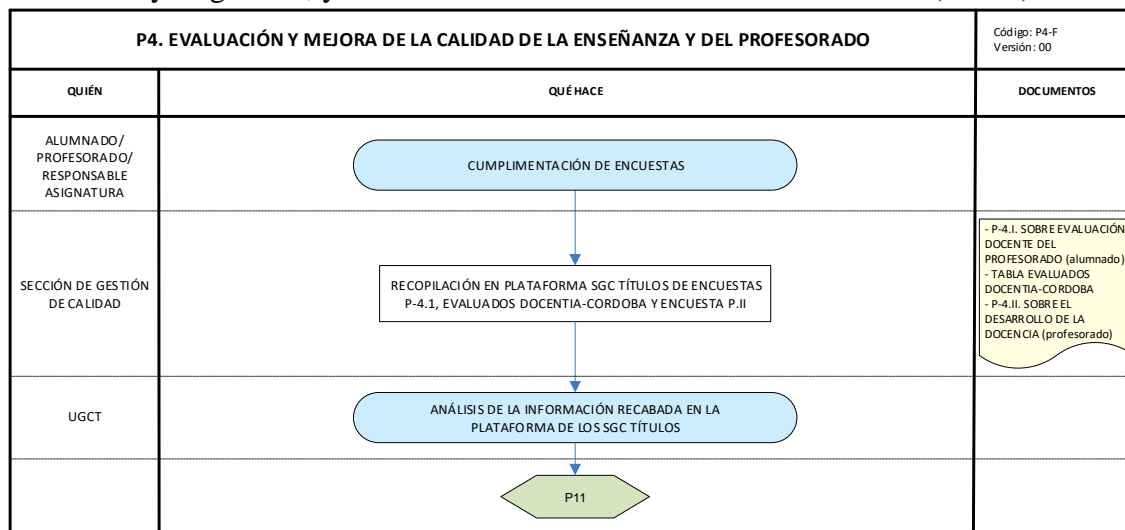 P4. EVALUACIÓN Y MEJORA DE LA CALIDAD DE LA ENSEÑANZA Y DEL PROFESORADO
Código: P4-F
Versión: 00
QUIÉN
QUÉ HACE
DOCUMENTOS
ALUMNADO/
PROFESORADO/
RESPONSABLE
ASIGNATURA
CUMPLIMENTACIÓN DE ENCUESTAS
SECCIÓN DE GESTIÓN
DE CALIDAD
RECOPILACIÓN EN PLATAFORMA SGC TÍTULOS DE ENCUESTAS
P-4.1, EVALUADOS DOCENTIA-CORDOBA Y ENCUESTA P.II
- P-4.I. SOBRE EVALUACIÓN
DOCENTE DEL
PROFESORADO (alumnado)
- TABLA EVALUADOS
DOCENTIA-CORDOBA
- P-4.II. SOBRE EL
DESARROLLO DE LA
DOCENCIA (profesorado)
UGCT
ANÁLISIS DE LA INFORMACIÓN RECABADA EN LA
PLATAFORMA DE LOS SGC TÍTULOS
P11